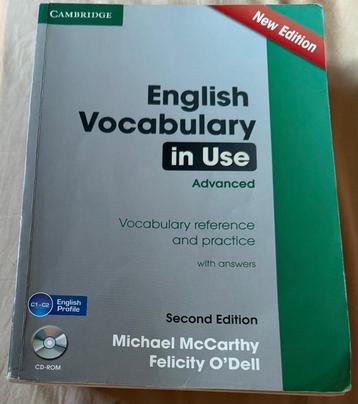 CAMBRIDGE
New Edition
English
Vocabulary
in Use
Advanced
Vocabulary reference
and practice
with answers
C1–C2
English
Profile
Second Edition
Michael McCarthy
Felicity O'Dell
CD-ROM